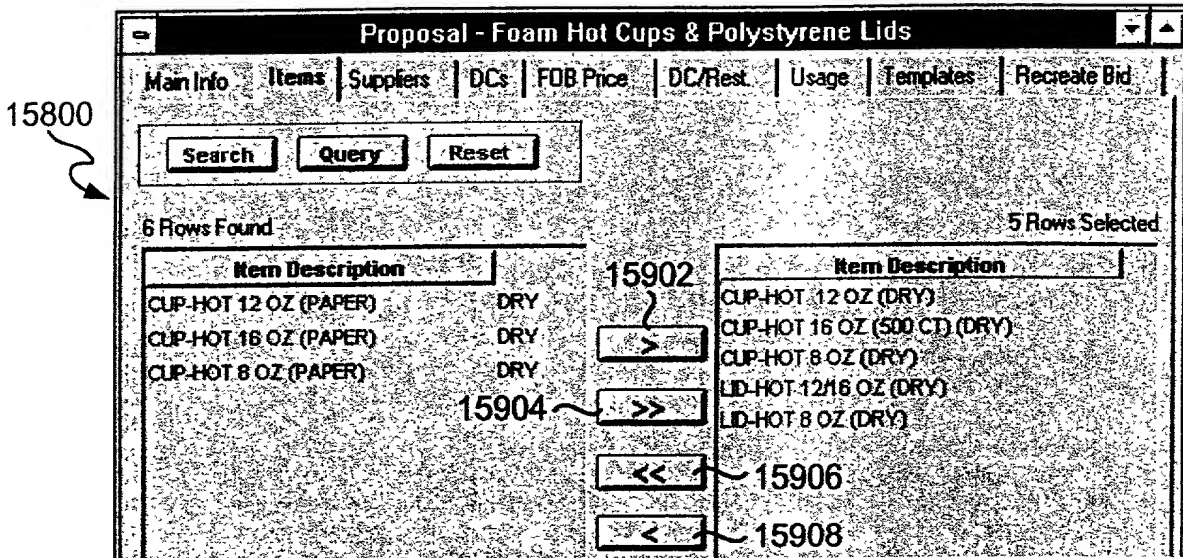 Proposal - Foam Hot Cups & Polystyrene Lids
Main Info Items Suppliers DCs FOB Price DC/Rest. Usage Templates Recreate Bid
15800
Search Query Reset
6 Rows Found 5 Rows Selected
Item Description 15902 Item Description
CUP-HOT 12 OZ (PAPER) DRY CUP-HOT 12 OZ (DRY)
CUP-HOT 16 OZ (PAPER) DRY > CUP-HOT 16 OZ (500 CT) (DRY)
CUP-HOT 8 OZ (PAPER) DRY CUP-HOT 8 OZ (DRY)
LID-HOT 12/16 OZ (DRY)
15904 >> LID-HOT 8 OZ (DRY)
<< 15906
< 15908